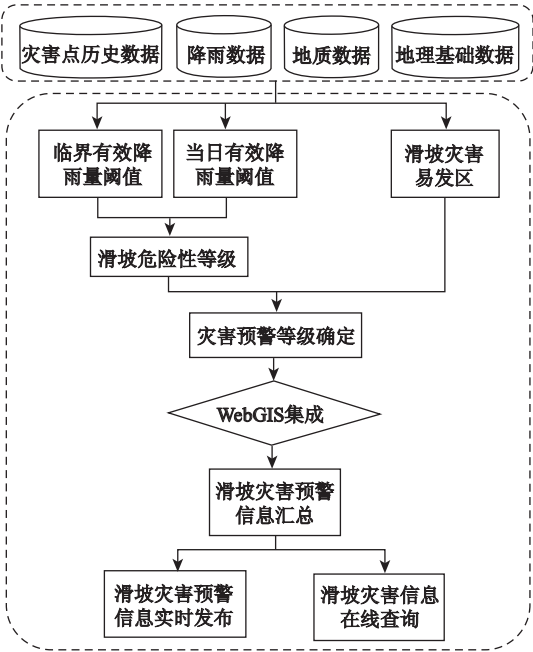 灾害点历史数据
降雨数据
地质数据
地理基础数据
临界有效降
雨量阈值
当日有效降
雨量阈值
滑坡灾害
易发区
滑坡危险性等级
灾害预警等级确定
WebGIS集成
滑坡灾害预警
信息汇总
滑坡灾害预警
信息实时发布
滑坡灾害信息
在线查询